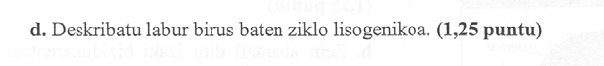 d. Deskribatu labur birus baten ziklo lisogenikoa. (1,25 puntu)